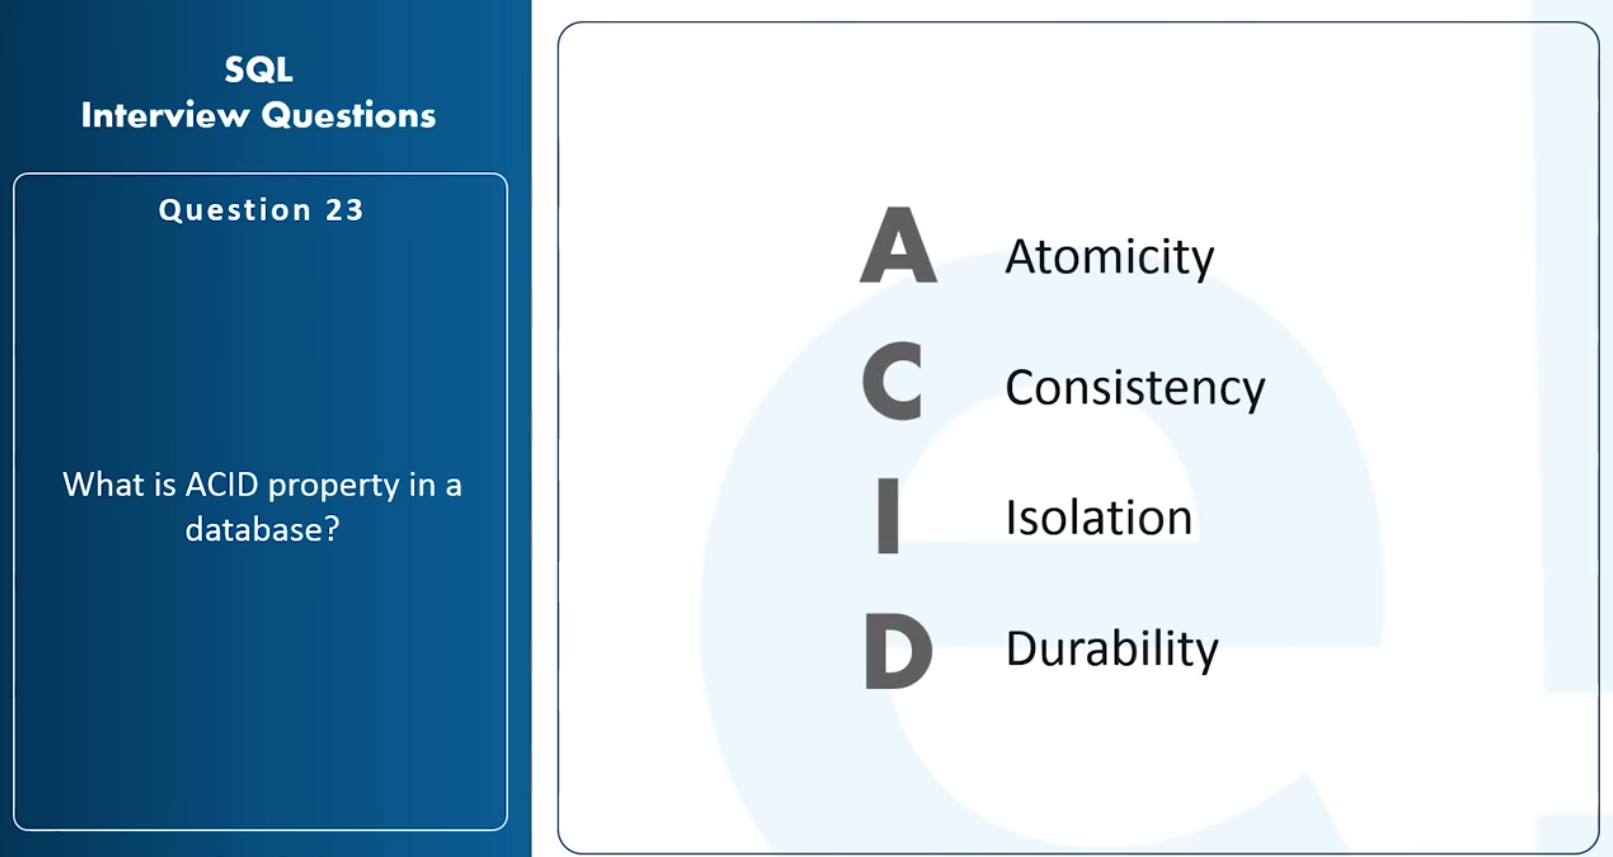 SQL
Interview Questions
Question 23
What is ACID property in a
database?
A Atomicity
C Consistency
I Isolation
D Durability